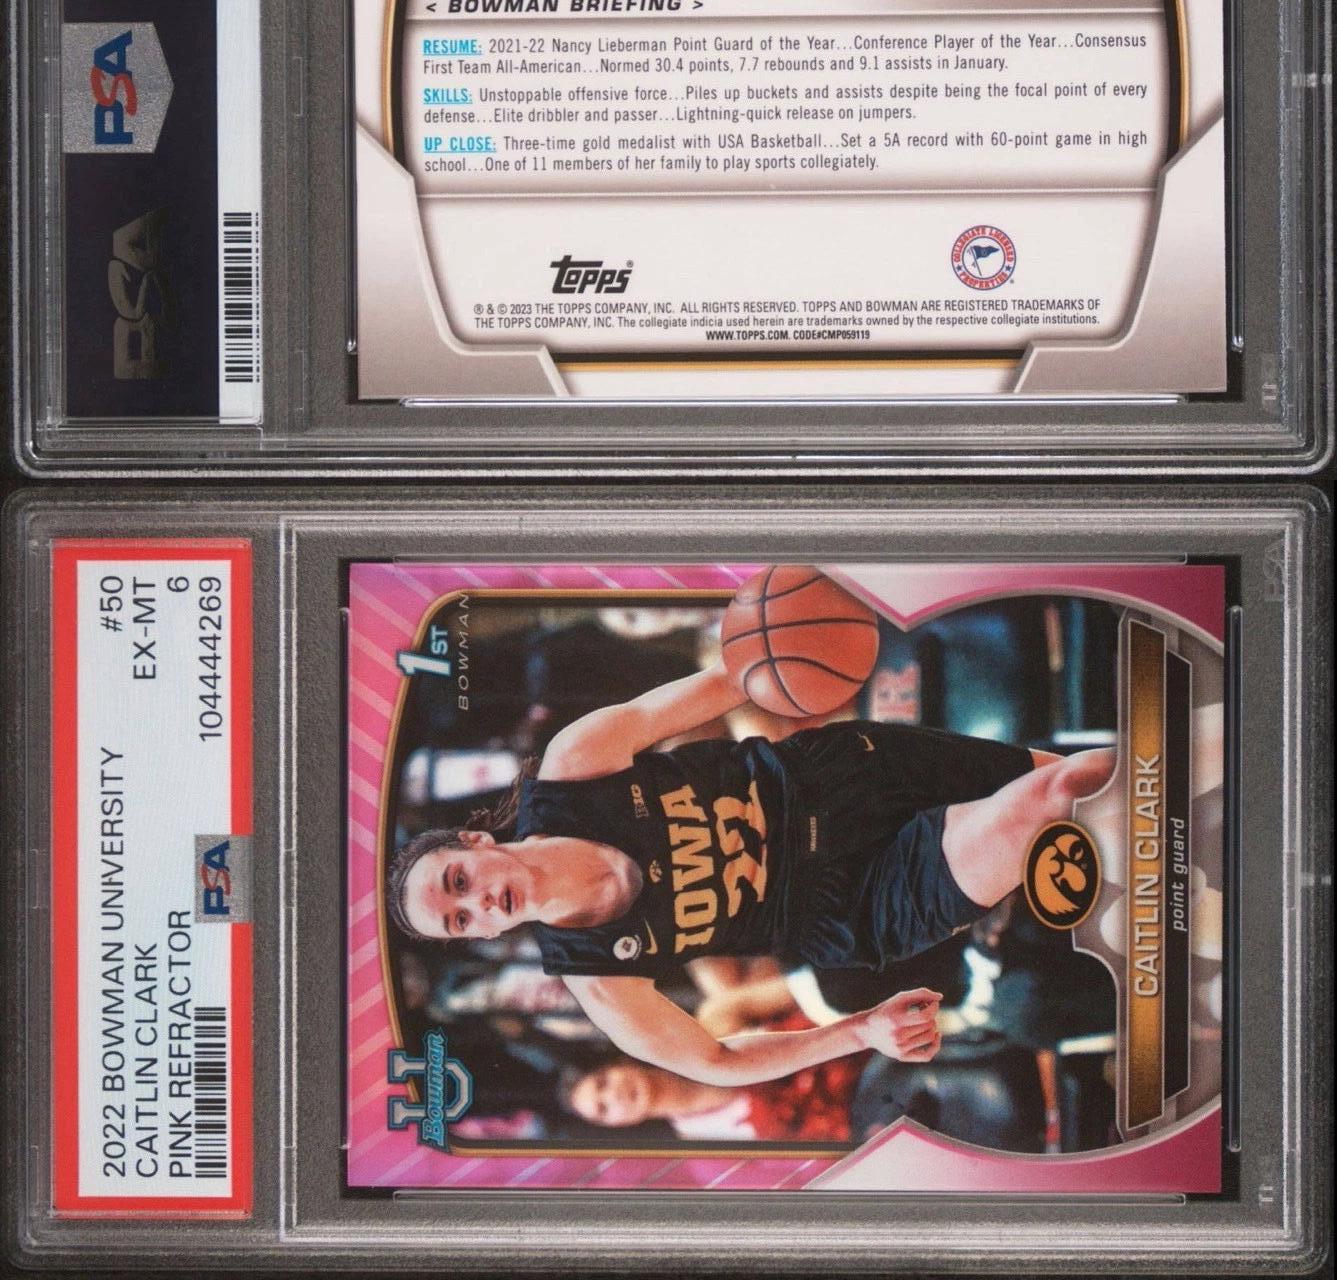 < BOWMAN BRIEFING >
RESUME: 2021-22 Nancy Lieberman Point Guard of the Year...Conference Player of the Year...Consensus
First Team All-American...Normed 30.4 points, 7.7 rebounds and 9.1 assists in January.
SKILLS: Unstoppable offensive force...Piles up buckets and assists despite being the focal point of every
defense...Elite dribbler and passer...Lightning-quick release on jumpers.
UP CLOSE: Three-time gold medalist with USA Basketball...Set a 5A record with 60-point game in high
school...One of 11 members of her family to play sports collegiately.
Topps®
COLLEGIATE LICENSED
PROPERTIES
® & © 2023 THE TOPPS COMPANY, INC. ALL RIGHTS RESERVED. TOPPS AND BOWMAN ARE REGISTERED TRADEMARKS OF
THE TOPPS COMPANY, INC. The collegiate indicia used herein are trademarks owned by the respective collegiate institutions.
WWW.TOPPS.COM. CODE#CMP059119
PSA
PSA
2022 BOWMAN UNIVERSITY #50
CAITLIN CLARK EX-MT
PINK REFRACTOR 6
PSA 104444269
U
Bowman
1ST
BOWMAN
B1G
IOWA
22
HAWKEYES
CAITLIN CLARK
point guard